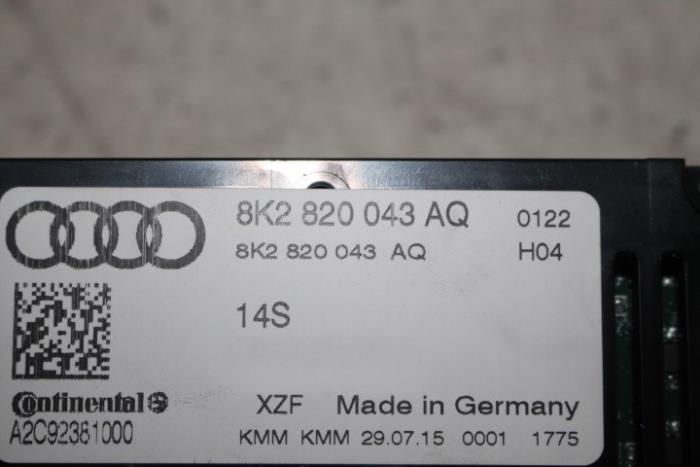 8K2 820 043 AQ 0122
8K2 820 043 AQ H04
14S
Continental XZF Made in Germany
A2C92381000 KMM KMM 29.07.15 0001 1775